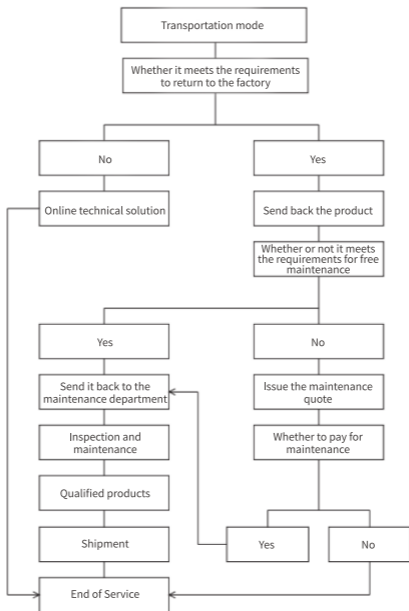 Transportation mode
Whether it meets the requirements
to return to the factory
No
Yes
Online technical solution
Send back the product
Whether or not it meets
the requirements for free
maintenance
Yes
No
Send it back to the
maintenance department
Issue the maintenance
quote
Inspection and
maintenance
Whether to pay for
maintenance
Qualified products
Shipment
Yes
No
End of Service